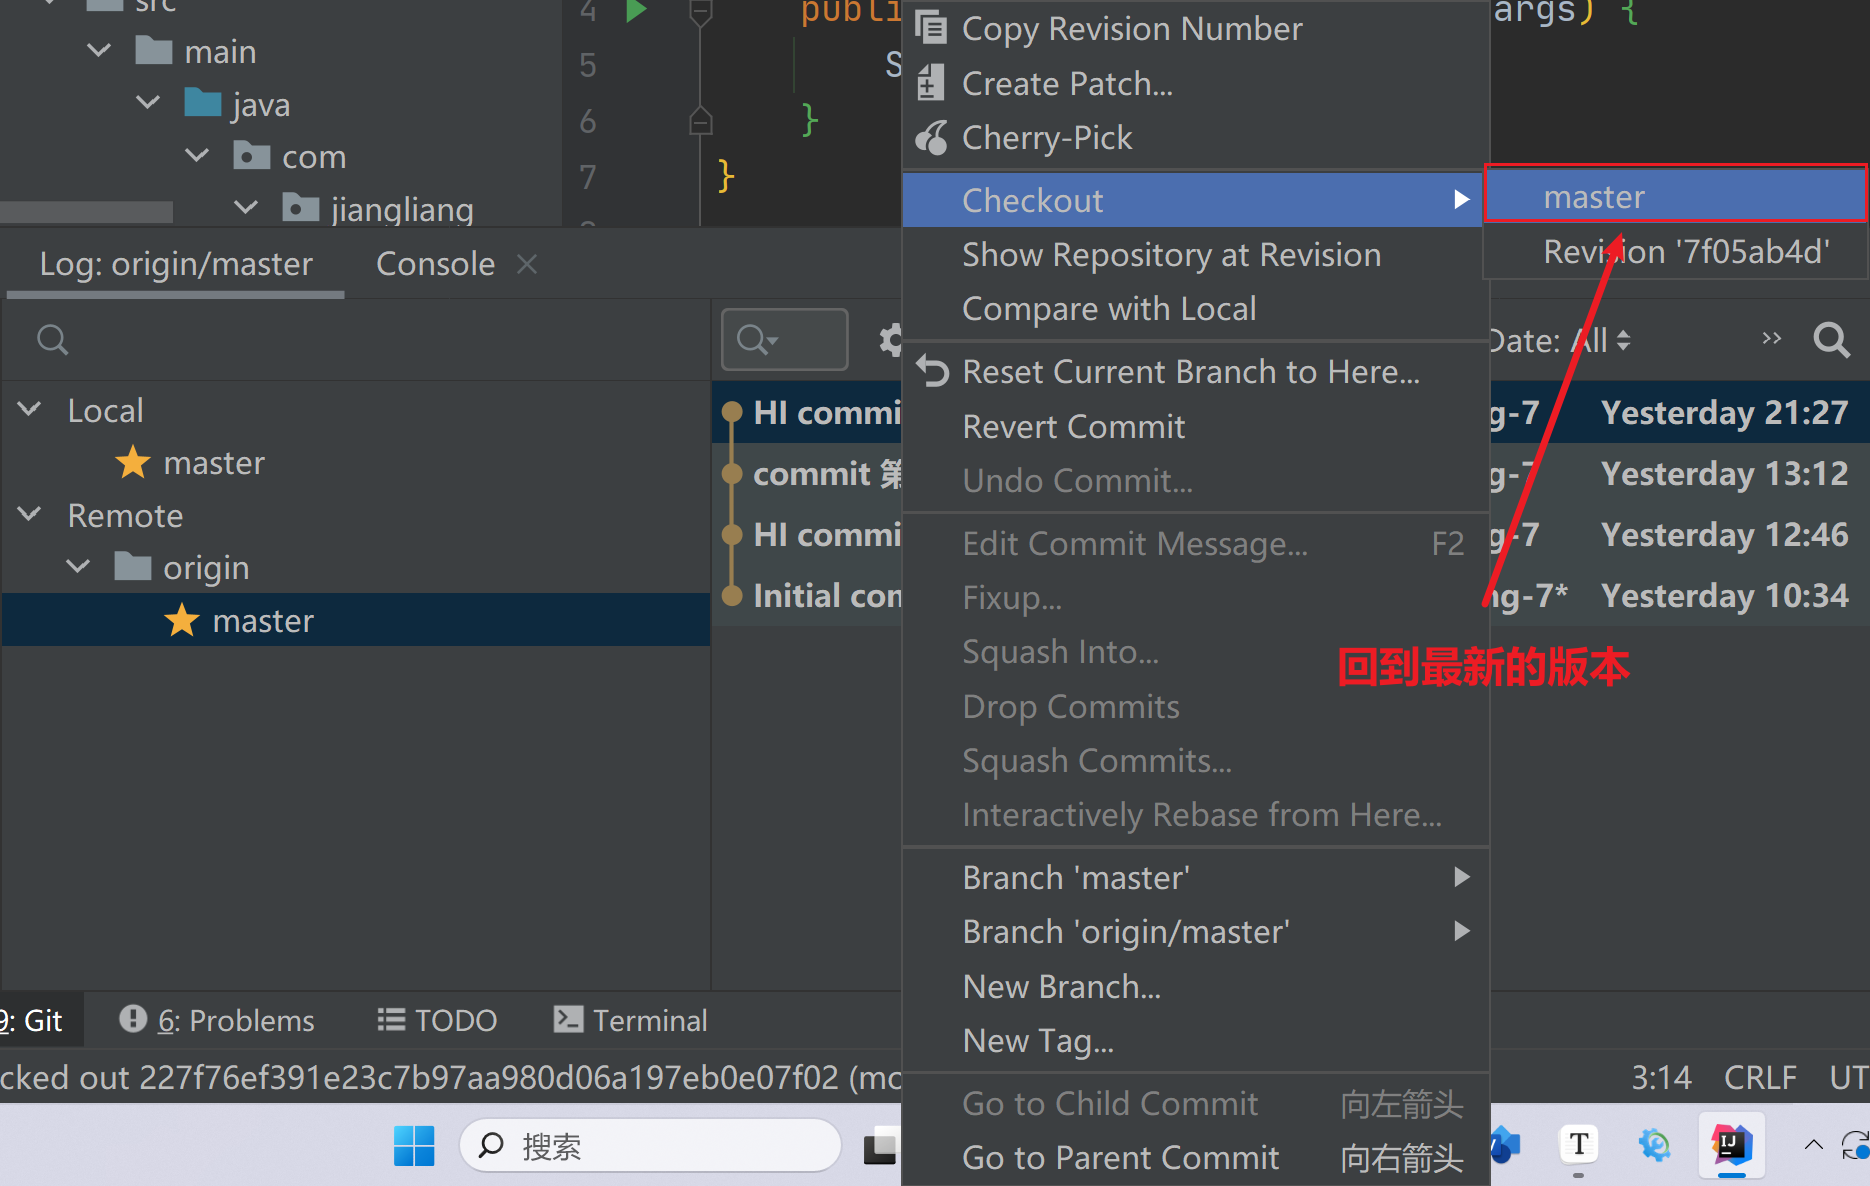 src
main
java
com
jiangliang
4
5
6
7
publi
S
}
}
args) {
Log: origin/master
Console
Local
master
Remote
origin
master
Copy Revision Number
Create Patch...
Cherry-Pick
Checkout
Show Repository at Revision
Compare with Local
Reset Current Branch to Here...
Revert Commit
Undo Commit...
Edit Commit Message... F2
Fixup...
Squash Into...
Drop Commits
Squash Commits...
Interactively Rebase from Here...
Branch 'master'
Branch 'origin/master'
New Branch...
New Tag...
Go to Child Commit 向左箭头
Go to Parent Commit 向右箭头
master
Revision '7f05ab4d'
Date: All
HI commi
g-7 Yesterday 21:27
commit 第
g-7 Yesterday 13:12
HI commi
g-7 Yesterday 12:46
Initial con
ng-7* Yesterday 10:34
回到最新的版本
9: Git
6: Problems
TODO
Terminal
cked out 227f76ef391e23c7b97aa980d06a197eb0e07f02 (mo
3:14 CRLF UT
搜索
T
IJ